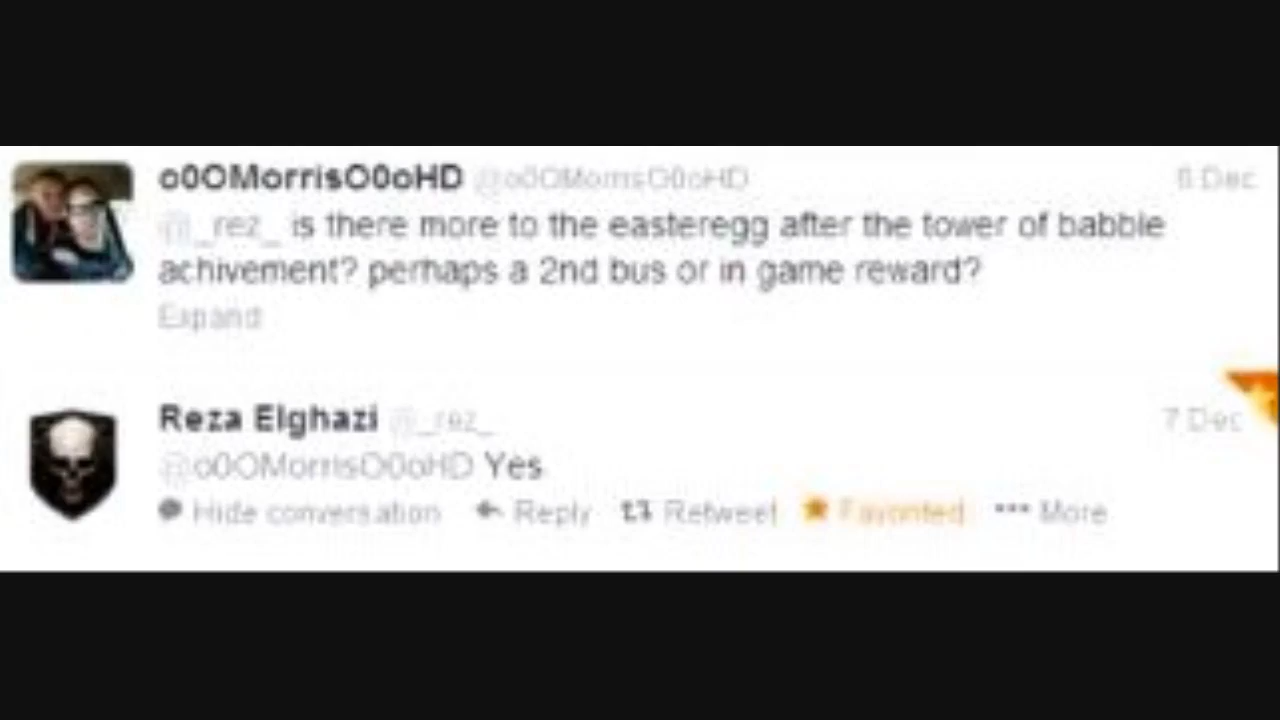 o0OMorrisO0oHD @o0OMorrisO0oHD 6 Dec
@_rez_ is there more to the easteregg after the tower of babble
achivement? perhaps a 2nd bus or in game reward?
Expand
Reza Elghazi @_rez_ 7 Dec
@o0OMorrisO0oHD Yes
Hide conversation Reply Retweet Favorited More